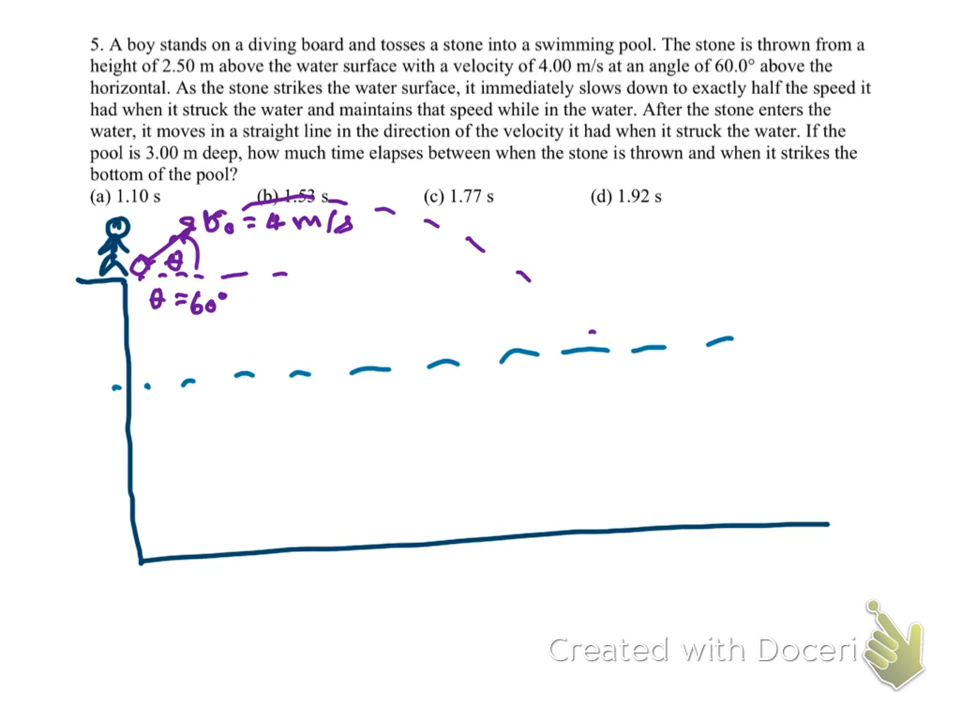 5. A boy stands on a diving board and tosses a stone into a swimming pool. The stone is thrown from a
height of 2.50 m above the water surface with a velocity of 4.00 m/s at an angle of 60.0° above the
horizontal. As the stone strikes the water surface, it immediately slows down to exactly half the speed it
had when it struck the water and maintains that speed while in the water. After the stone enters the
water, it moves in a straight line in the direction of the velocity it had when it struck the water. If the
pool is 3.00 m deep, how much time elapses between when the stone is thrown and when it strikes the
bottom of the pool?
(a) 1.10 s (b) 1.53 s (c) 1.77 s (d) 1.92 s
v₀ = 4 m/s
θ
θ = 60°
Created with Doceri